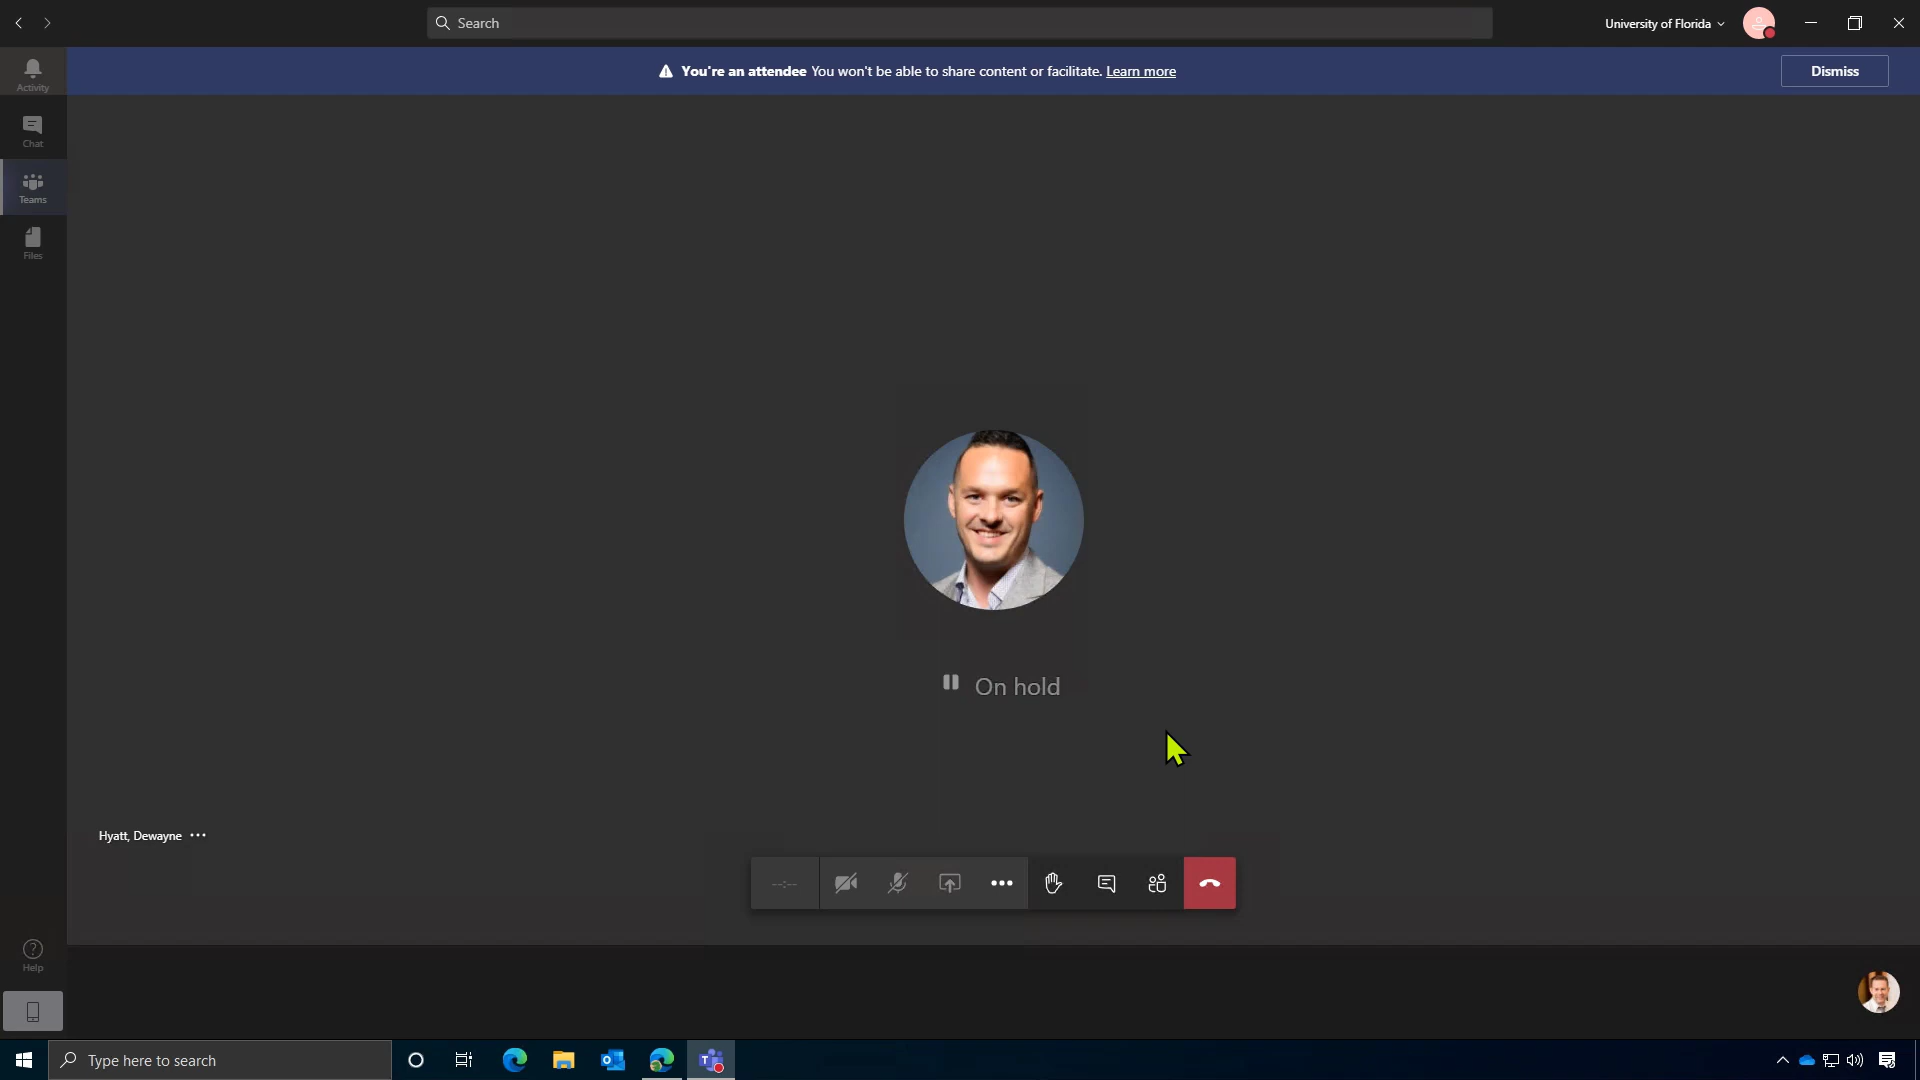 Search
University of Florida
You're an attendee You won't be able to share content or facilitate. Learn more
Dismiss
Activity
Chat
Teams
Files
On hold
Hyatt, Dewayne
--:--
Help
Type here to search